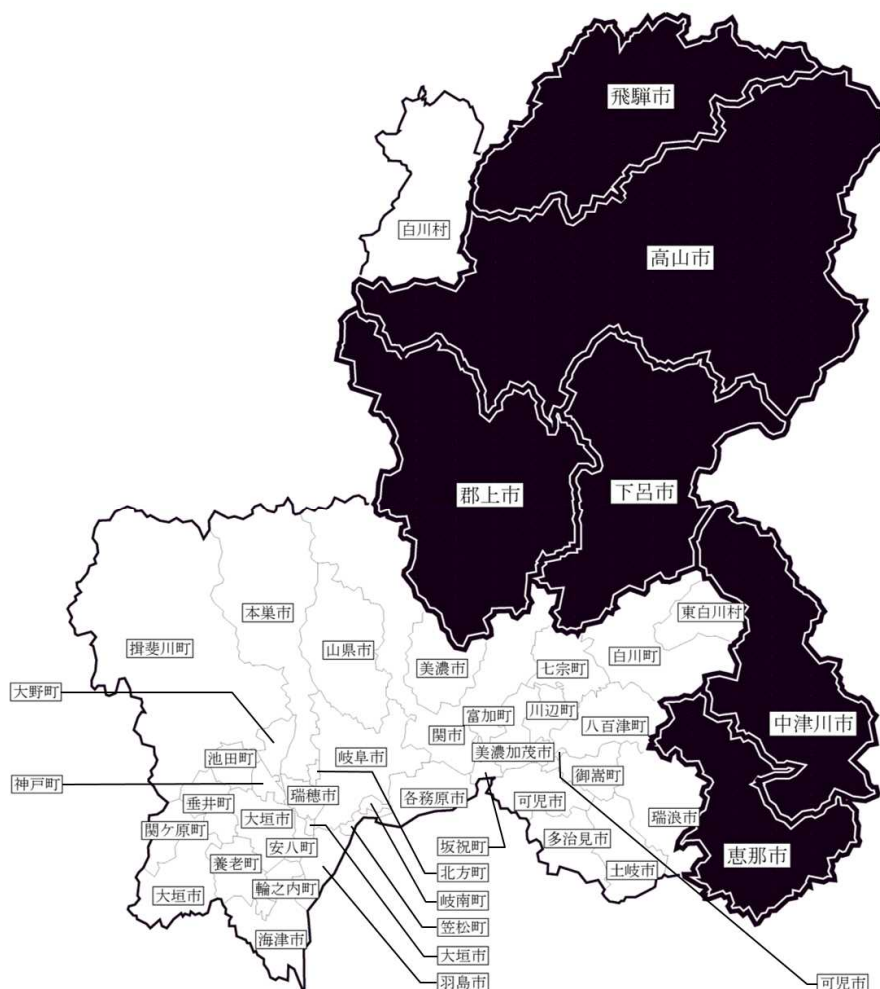 飛騨市
高山市
白川村
郡上市
下呂市
東白川村
本巣市
山県市
揖斐川町
美濃市
七宗町
白川町
大野町
富加町
川辺町
中津川市
八百津町
関市
池田町
岐阜市
美濃加茂市
神戸町
瑞穂市
各務原市
御嵩町
垂井町
可児市
大垣市
瑞浪市
関ケ原町
多治見市
坂祝町
安八町
恵那市
養老町
北方町
土岐市
輪之内町
大垣市
岐南町
笠松町
海津市
大垣市
羽島市
可児市